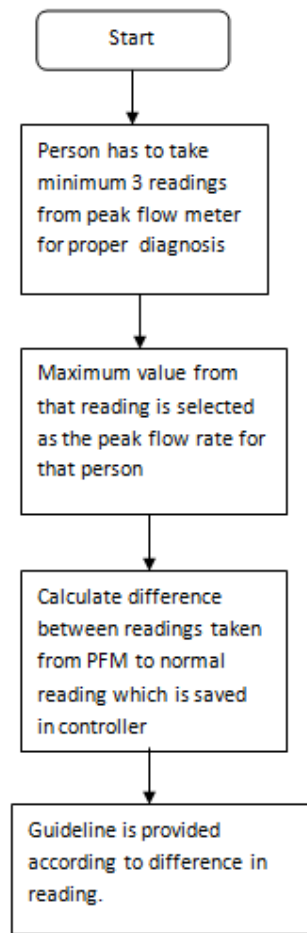 Start
Person has to take
minimum 3 readings
from peak flow meter
for proper diagnosis
Maximum value from
that reading is selected
as the peak flow rate for
that person
Calculate difference
between readings taken
from PFM to normal
reading which is saved
in controller
Guideline is provided
according to difference in
reading.